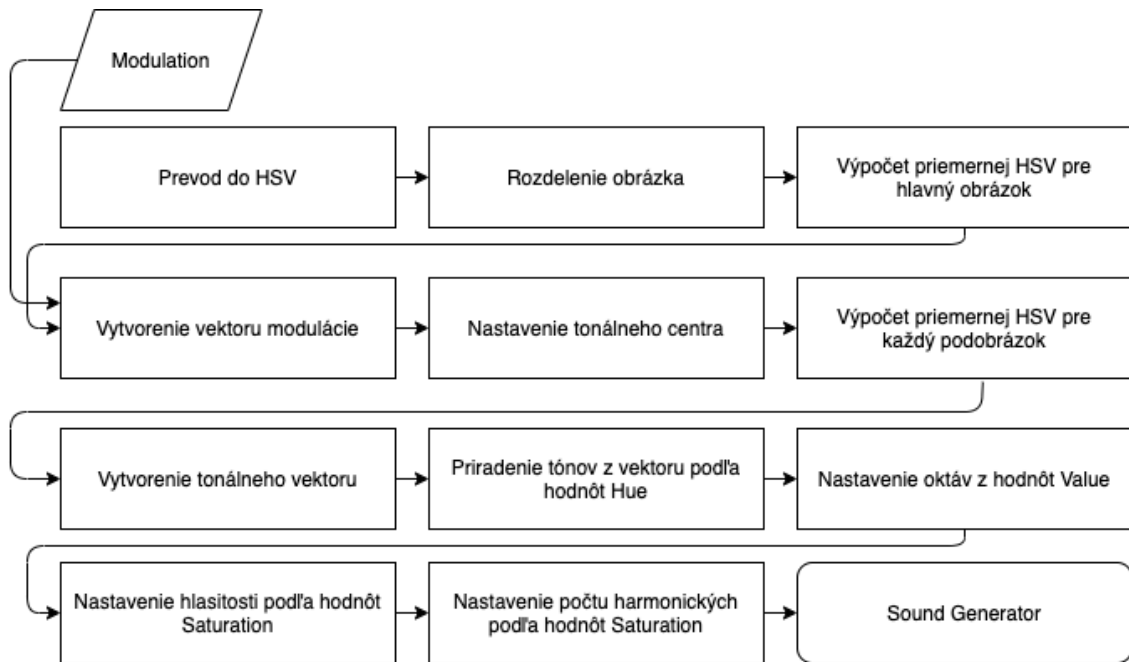 Modulation
Prevod do HSV
Rozdelenie obrázka
Výpočet priemernej HSV pre
hlavný obrázok
Vytvorenie vektoru modulácie
Nastavenie tonálneho centra
Výpočet priemernej HSV pre
každý podobrázok
Vytvorenie tonálneho vektoru
Priradenie tónov z vektoru podľa
hodnôt Hue
Nastavenie oktáv z hodnôt Value
Nastavenie hlasitosti podľa hodnôt
Saturation
Nastavenie počtu harmonických
podľa hodnôt Saturation
Sound Generator